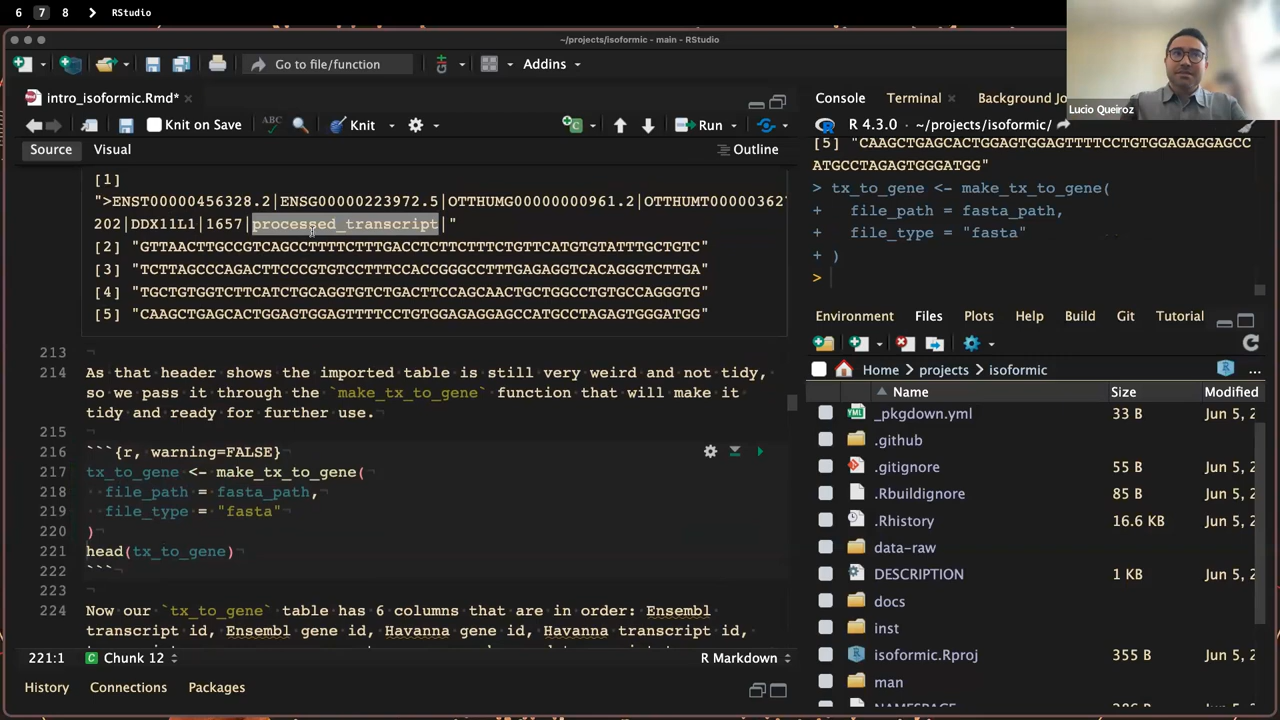 6 7 8 RStudio
~/projects/isoformic - main - RStudio
Go to file/function Addins
intro_isoformic.Rmd*
Knit on Save ABC Knit Run
Source Visual Outline
[1]
">ENST00000456328.2|ENSG00000223972.5|OTTHUMG00000000961.2|OTTHUMT00000362
202|DDX11L1|1657|processed_transcript|"
[2] "GTTAACTTGCCGTCAGCCTTTTCTTTGACCTCTTCTTTCTGTTCATGTGTATTTGCTGTC"
[3] "TCTTAGCCCAGACTTCCCGTGTCCTTTCCACCGGGCCTTTGAGAGGTCACAGGGTCTTGA"
[4] "TGCTGTGGTCTTCATCTGCAGGTGTCTGACTTCCAGCAACTGCTGGCCTGTGCCAGGGTG"
[5] "CAAGCTGAGCACTGGAGTGGAGTTTTCCTGTGGAGAGGAGCCATGCCTAGAGTGGGATGG"
213
214 As that header shows the imported table is still very weird and not tidy,
so we pass it through the `make_tx_to_gene` function that will make it
tidy and ready for further use.
215
216 ```{r, warning=FALSE}
217 tx_to_gene <- make_tx_to_gene(
218 file_path = fasta_path,
219 file_type = "fasta"
220 )
221 head(tx_to_gene)
222 ```
223
224 Now our `tx_to_gene` table has 6 columns that are in order: Ensembl
transcript id, Ensembl gene id, Havanna gene id, Havanna transcript id,
221:1 Chunk 12 R Markdown
History Connections Packages
Lucio Queiroz
Console Terminal Background Jo
R 4.3.0 · ~/projects/isoformic/
[5] "CAAGCTGAGCACTGGAGTGGAGTTTTCCTGTGGAGAGGAGCC
ATGCCTAGAGTGGGATGG"
> tx_to_gene <- make_tx_to_gene(
+ file_path = fasta_path,
+ file_type = "fasta"
+ )
>
Environment Files Plots Help Build Git Tutorial
Home projects isoformic ...
Name Size Modified
_pkgdown.yml 33 B Jun 5, 2
.github
.gitignore 55 B Jun 5, 2
.Rbuildignore 85 B Jun 5, 2
.Rhistory 16.6 KB Jun 5, 2
data-raw
DESCRIPTION 1 KB Jun 5, 2
docs
inst
isoformic.Rproj 355 B Jun 5, 2
man